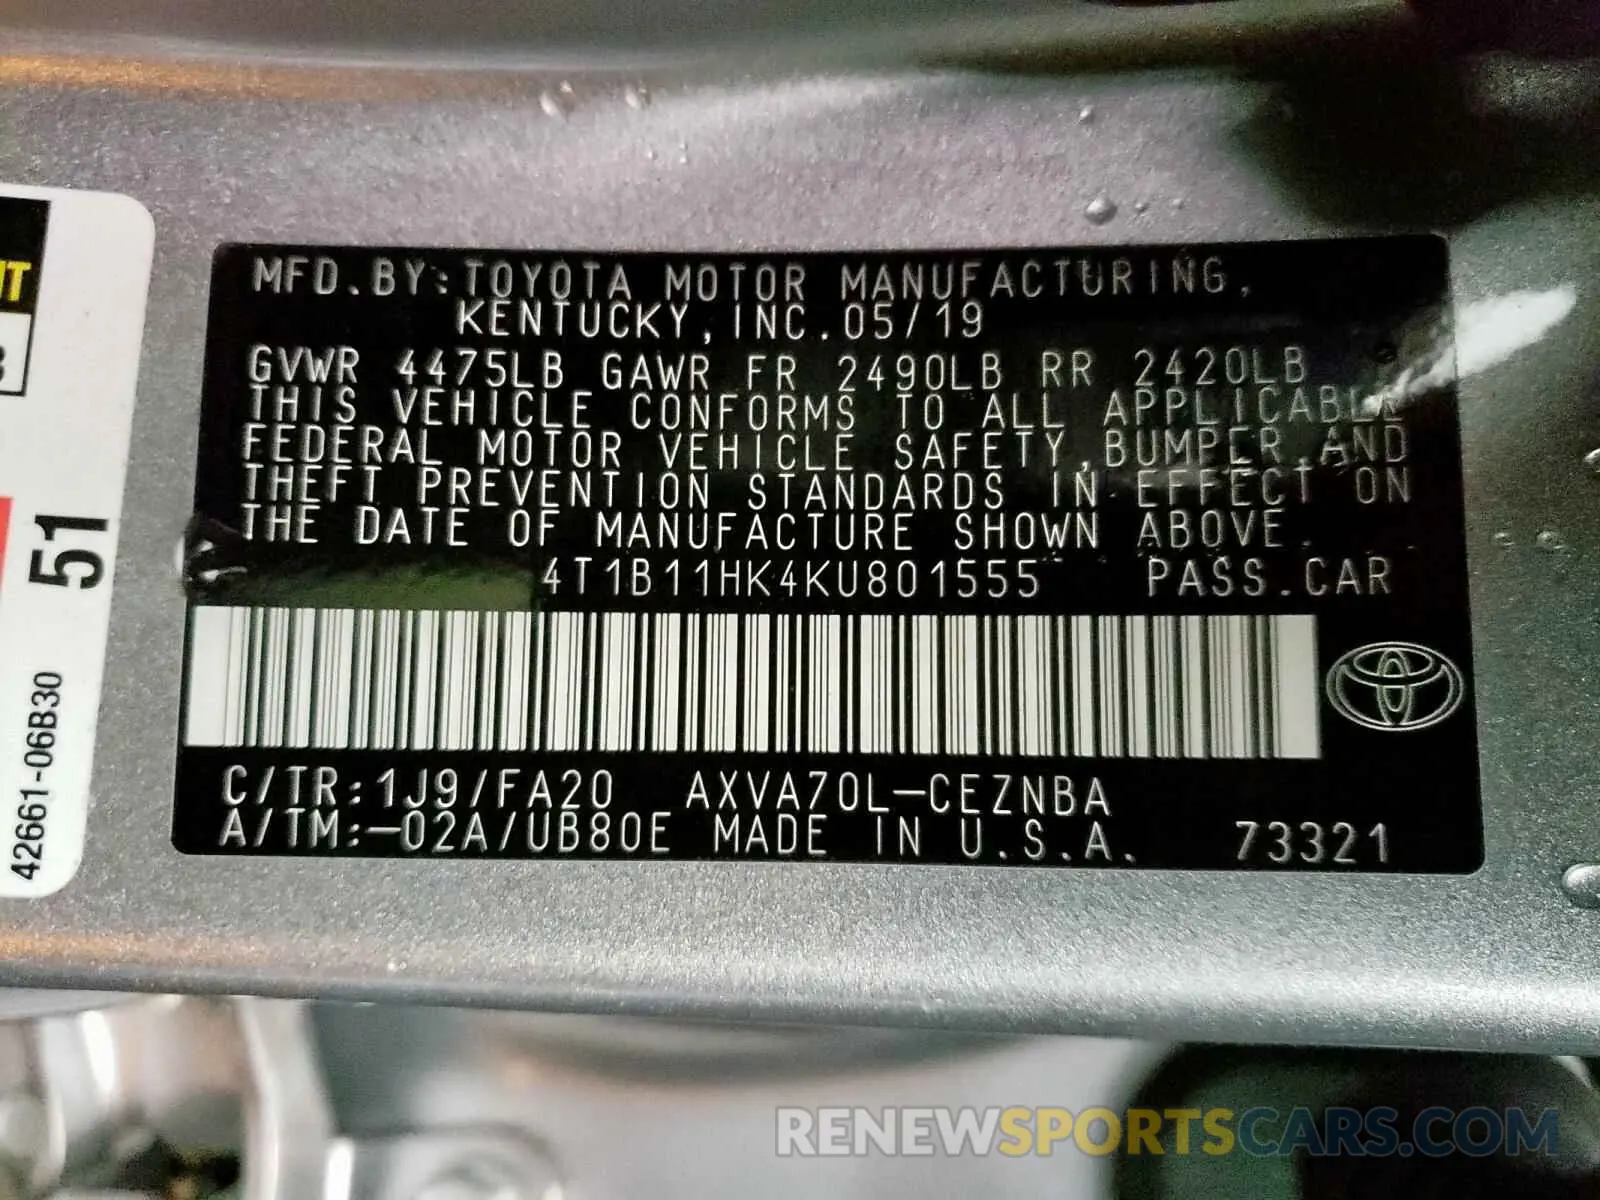 MFD.BY:TOYOTA MOTOR MANUFACTURING,
KENTUCKY,INC.05/19
GVWR 4475LB GAWR FR 2490LB RR 2420LB
THIS VEHICLE CONFORMS TO ALL APPLICABLE
FEDERAL MOTOR VEHICLE SAFETY,BUMPER,AND
THEFT PREVENTION STANDARDS IN EFFECT ON
THE DATE OF MANUFACTURE SHOWN ABOVE.
4T1B11HK4KU801555 PASS.CAR
C/TR:1J9/FA20 AXVA70L-CEZNBA
A/TM:-02A/UB80E MADE IN U.S.A. 73321
51
42661-06B30
RENEWSPORTSCARS.COM